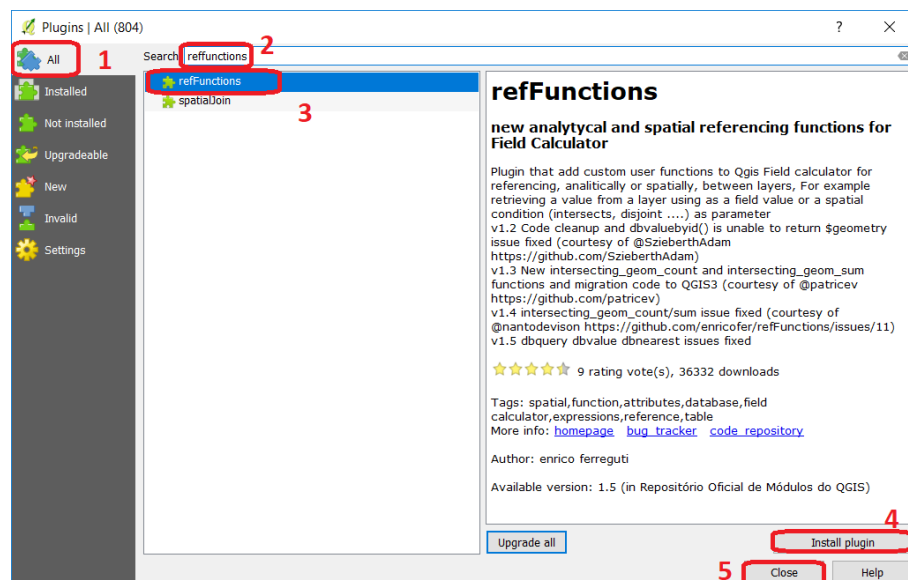 Plugins | All (804)
?
All
1
Search
reffunctions
2
Installed
Not installed
Upgradeable
New
Invalid
Settings
refFunctions
spatialJoin
3
refFunctions
new analytycal and spatial referencing functions for
Field Calculator
Plugin that add custom user functions to Qgis Field calculator for
referencing, analitically or spatially, between layers, For example
retrieving a value from a layer using as a field value or a spatial
condition (intersects, disjoint ....) as parameter
v1.2 Code cleanup and dbvaluebyid() is unable to return $geometry
issue fixed (courtesy of @SzieberthAdam
https://github.com/SzieberthAdam)
v1.3 New intersecting_geom_count and intersecting_geom_sum
functions and migration code to QGIS3 (courtesy of @patricev
https://github.com/patricev)
v1.4 intersecting_geom_count/sum issue fixed (courtesy of
@nantodevison https://github.com/enricofer/refFunctions/issues/11)
v1.5 dbquery dbvalue dbnearest issues fixed
9 rating vote(s), 36332 downloads
Tags: spatial,function,attributes,database,field
calculator,expressions,reference,table
More info: homepage bug tracker code repository
Author: enrico ferreguti
Available version: 1.5 (in Repositório Oficial de Módulos do QGIS)
4
Upgrade all
Install plugin
5
Close
Help